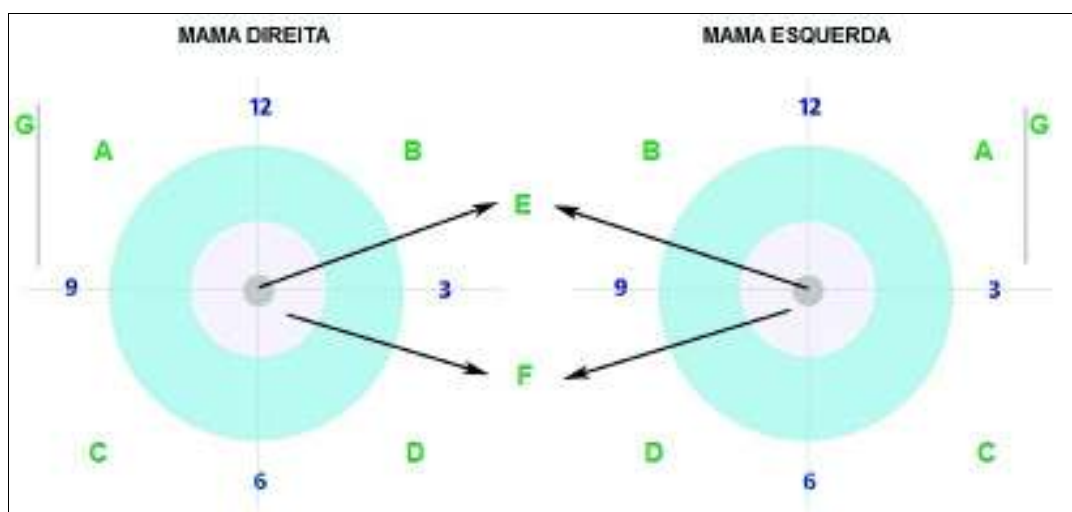 MAMA DIREITA MAMA ESQUERDA
12 12
G G
A B B A
E
9 3 9 3
F
C D D C
6 6